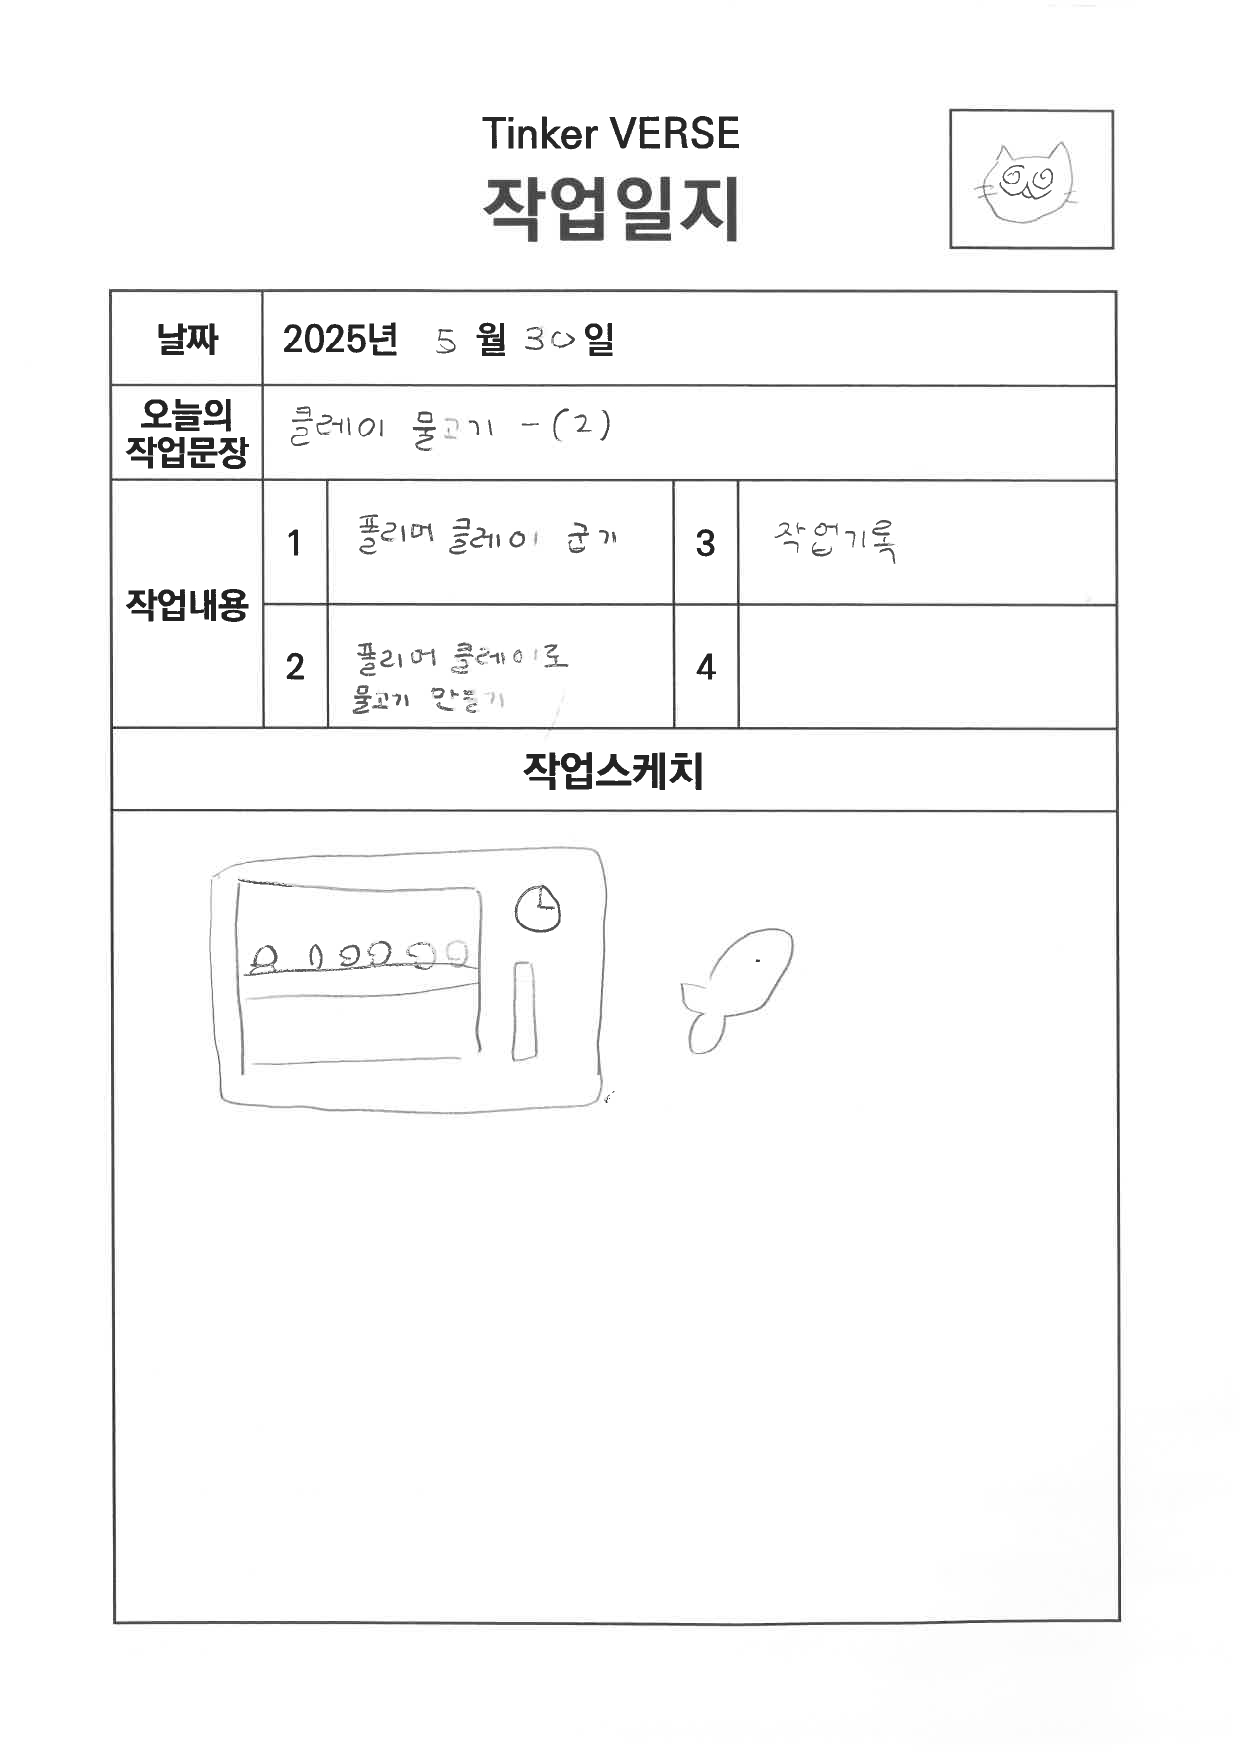 Tinker VERSE
작업일지
날짜
2025년 5월 30일
오늘의
작업문장
클레이 물고기 - (2)
작업내용
1
폴리머 클레이 굽기
3
작업기록
2
폴리머 클레이로
물고기 만들기
4
작업스케치